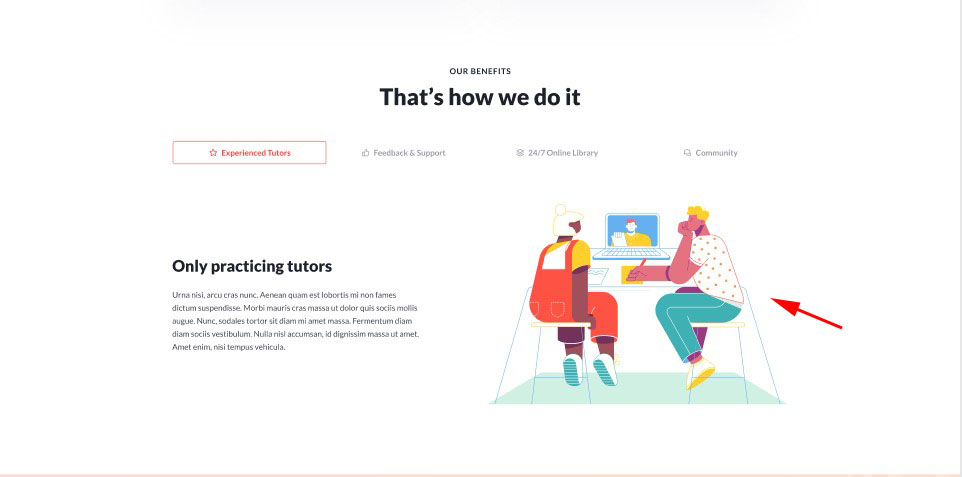 OUR BENEFITS
That's how we do it
Experienced Tutors
Feedback & Support
24/7 Online Library
Community
Only practicing tutors
Urna nisi, arcu cras nunc. Aenean quam est lobortis mi non fames
dictum suspendisse. Morbi mauris cras massa ut dolor quis sociis mollis
augue. Nunc, sodales tortor sit diam mi amet massa. Fermentum diam
diam sociis vestibulum. Nulla nisl accumsan, id dignissim massa ut amet.
Amet enim, nisi tempus vehicula.